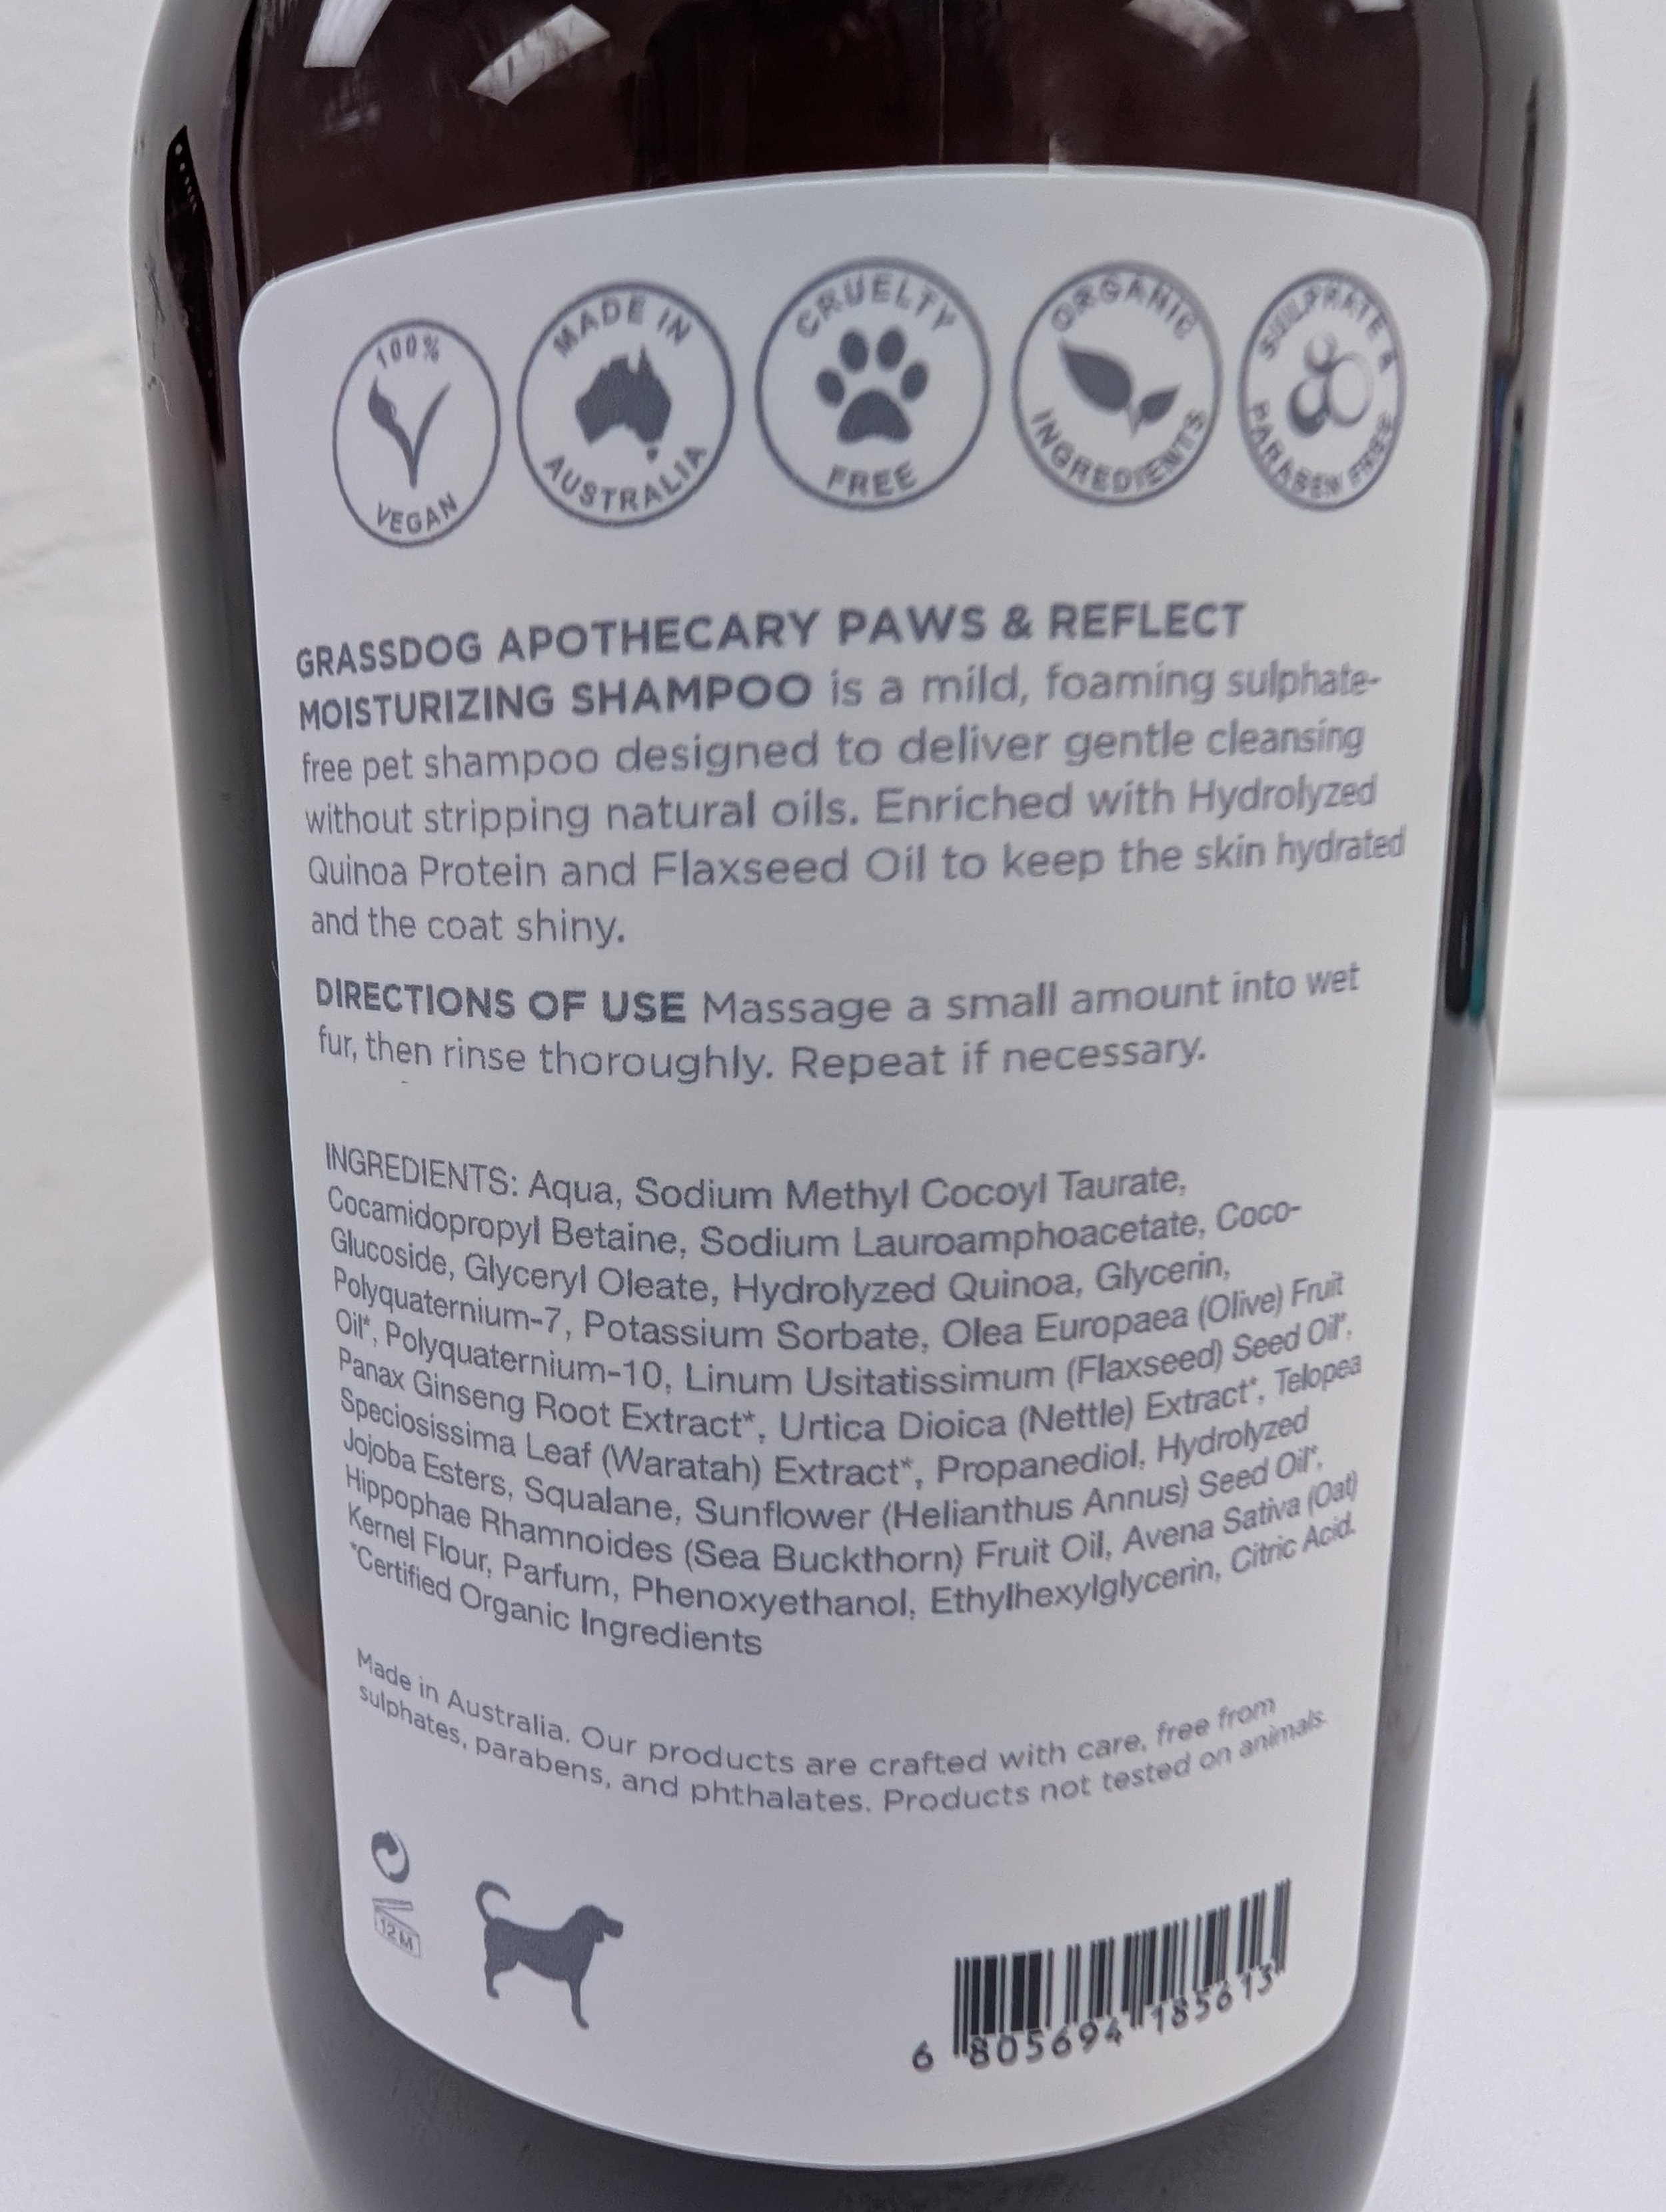 100%
VEGAN
MADE IN
AUSTRALIA
CRUELTY
FREE
ORGANIC
INGREDIENTS
SULPHATE &
PARABEN FREE
GRASSDOG APOTHECARY PAWS & REFLECT
MOISTURIZING SHAMPOO is a mild, foaming sulphate-
free pet shampoo designed to deliver gentle cleansing
without stripping natural oils. Enriched with Hydrolyzed
Quinoa Protein and Flaxseed Oil to keep the skin hydrated
and the coat shiny.
DIRECTIONS OF USE Massage a small amount into wet
fur, then rinse thoroughly. Repeat if necessary.
INGREDIENTS: Aqua, Sodium Methyl Cocoyl Taurate,
Cocamidopropyl Betaine, Sodium Lauroamphoacetate, Coco-
Glucoside, Glyceryl Oleate, Hydrolyzed Quinoa, Glycerin,
Polyquaternium-7, Potassium Sorbate, Olea Europaea (Olive) Fruit
Oil*, Polyquaternium-10, Linum Usitatissimum (Flaxseed) Seed Oil*,
Panax Ginseng Root Extract*, Urtica Dioica (Nettle) Extract*, Telopea
Speciosissima Leaf (Waratah) Extract*, Propanediol, Hydrolyzed
Jojoba Esters, Squalane, Sunflower (Helianthus Annus) Seed Oil*,
Hippophae Rhamnoides (Sea Buckthorn) Fruit Oil, Avena Sativa (Oat)
Kernel Flour, Parfum, Phenoxyethanol, Ethylhexylglycerin, Citric Acid.
*Certified Organic Ingredients
Made in Australia. Our products are crafted with care, free from
sulphates, parabens, and phthalates. Products not tested on animals.
12M
6 805694 185613